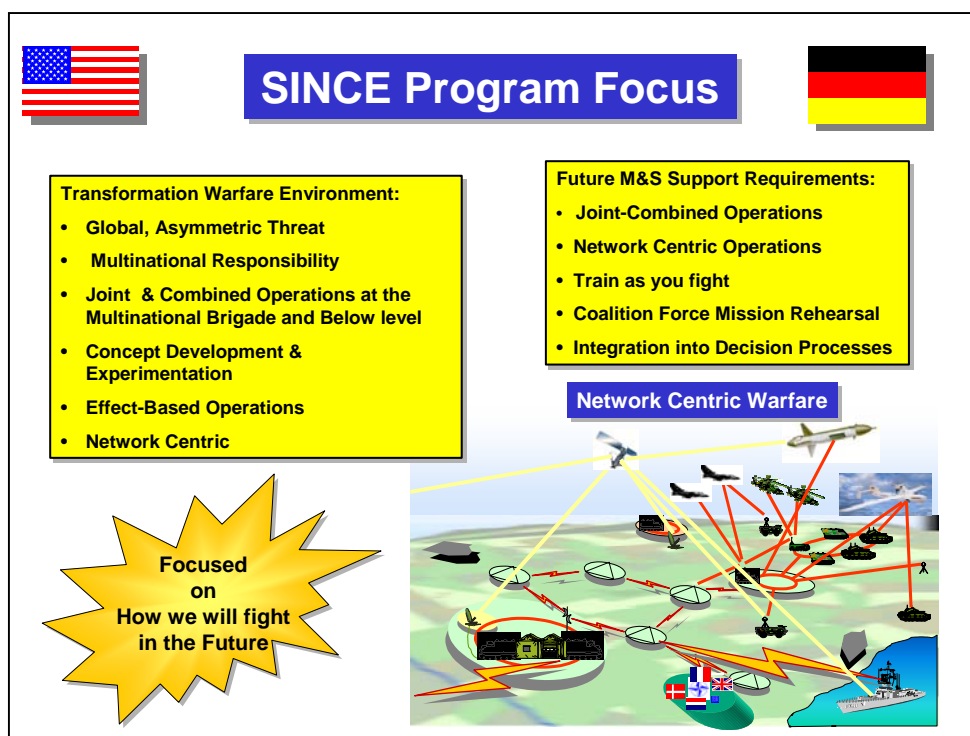 SINCE Program Focus
Transformation Warfare Environment:
• Global, Asymmetric Threat
• Multinational Responsibility
• Joint & Combined Operations at the
Multinational Brigade and Below level
• Concept Development &
Experimentation
• Effect-Based Operations
• Network Centric
Future M&S Support Requirements:
• Joint-Combined Operations
• Network Centric Operations
• Train as you fight
• Coalition Force Mission Rehearsal
• Integration into Decision Processes
Network Centric Warfare
Focused
on
How we will fight
in the Future